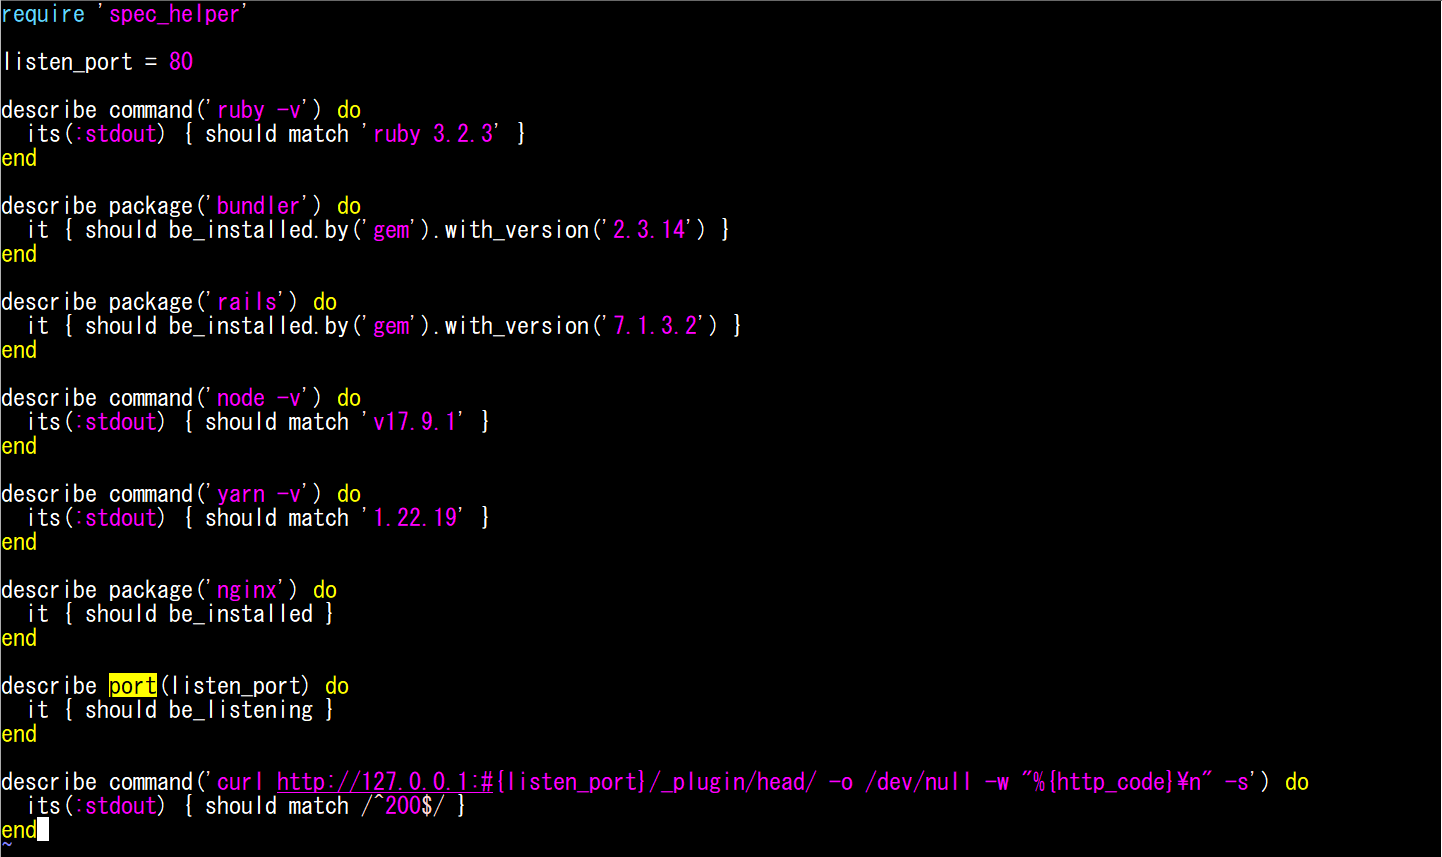 require 'spec_helper'
listen_port = 80
describe command('ruby -v') do
  its(:stdout) { should match 'ruby 3.2.3' }
end
describe package('bundler') do
  it { should be_installed.by('gem').with_version('2.3.14') }
end
describe package('rails') do
  it { should be_installed.by('gem').with_version('7.1.3.2') }
end
describe command('node -v') do
  its(:stdout) { should match 'v17.9.1' }
end
describe command('yarn -v') do
  its(:stdout) { should match '1.22.19' }
end
describe package('nginx') do
  it { should be_installed }
end
describe port(listen_port) do
  it { should be_listening }
end
describe command('curl http://127.0.0.1:#{listen_port}/_plugin/head/ -o /dev/null -w "%{http_code}¥n" -s') do
  its(:stdout) { should match /^200$/ }
end
~